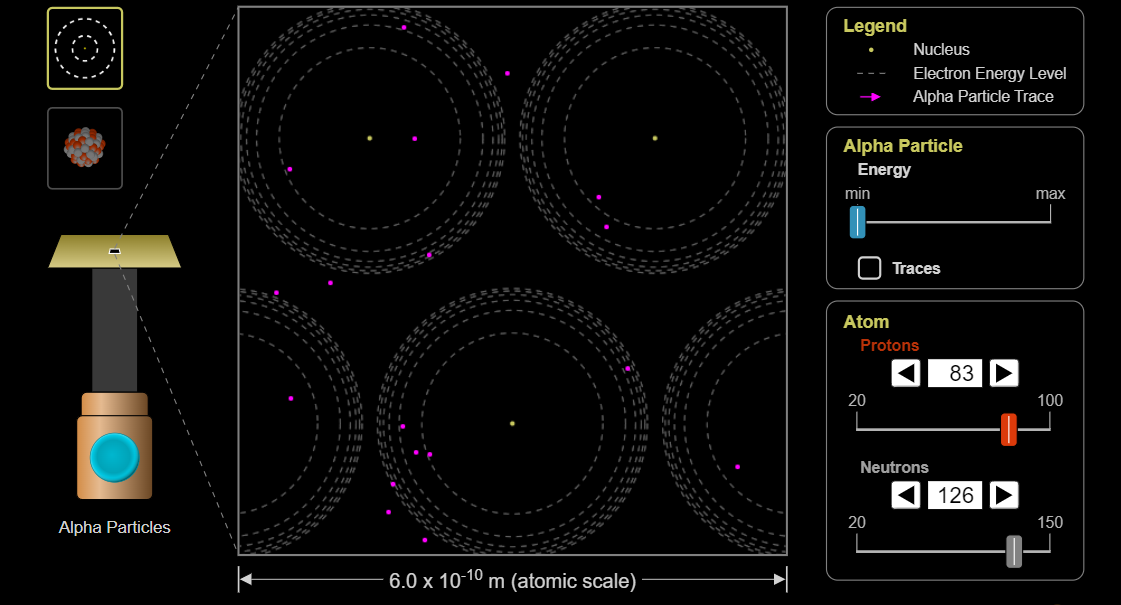 Legend
Nucleus
Electron Energy Level
Alpha Particle Trace
Alpha Particle
Energy
min max
Traces
Atom
Protons
83
20 100
Neutrons
126
20 150
Alpha Particles
6.0 x 10⁻¹⁰ m (atomic scale)